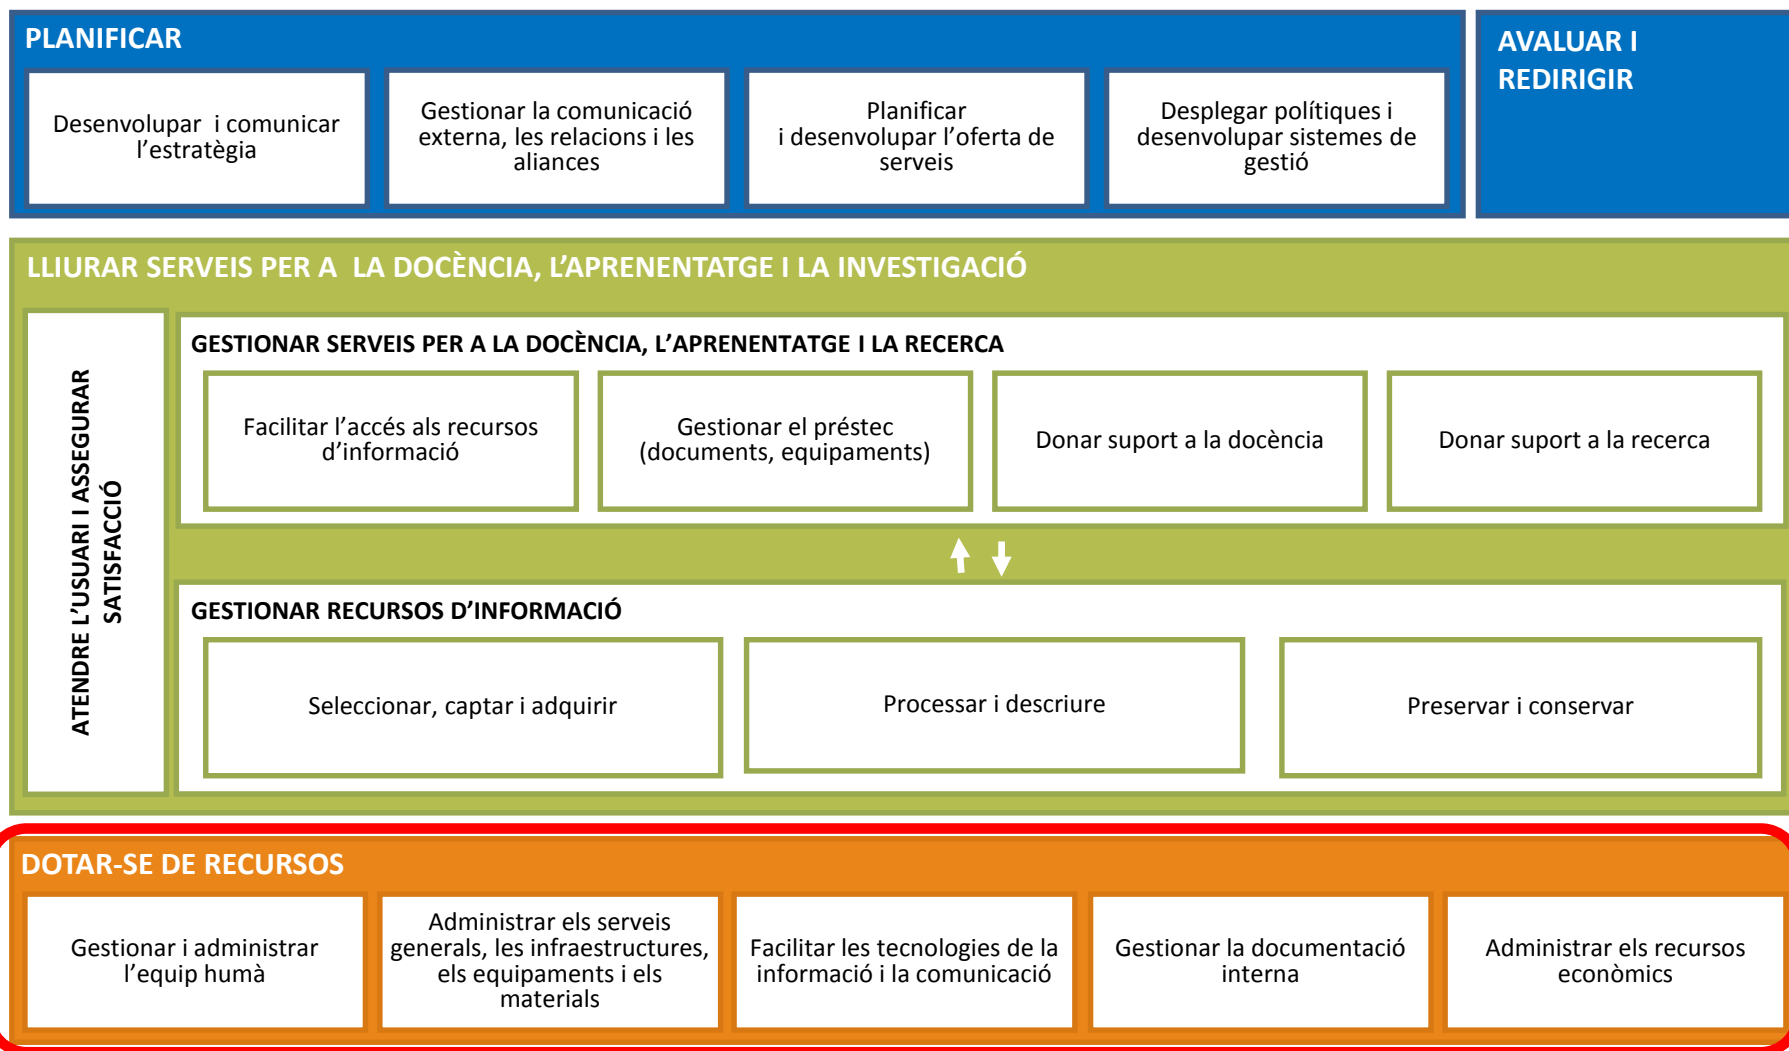 PLANIFICAR
Desenvolupar i comunicar
l'estratègia
Gestionar la comunicació
externa, les relacions i les
aliances
Planificar
i desenvolupar l'oferta de
serveis
Desplegar polítiques i
desenvolupar sistemes de
gestió
AVALUAR I
REDIRIGIR
LLIURAR SERVEIS PER A LA DOCÈNCIA, L'APRENENTATGE I LA INVESTIGACIÓ
ATENDRE L'USUARI I ASSEGURAR
SATISFACCIÓ
GESTIONAR SERVEIS PER A LA DOCÈNCIA, L'APRENENTATGE I LA RECERCA
Facilitar l'accés als recursos
d'informació
Gestionar el préstec
(documents, equipaments)
Donar suport a la docència
Donar suport a la recerca
GESTIONAR RECURSOS D'INFORMACIÓ
Seleccionar, captar i adquirir
Processar i descriure
Preservar i conservar
DOTAR-SE DE RECURSOS
Gestionar i administrar
l'equip humà
Administrar els serveis
generals, les infraestructures,
els equipaments i els
materials
Facilitar les tecnologies de la
informació i la comunicació
Gestionar la documentació
interna
Administrar els recursos
econòmics